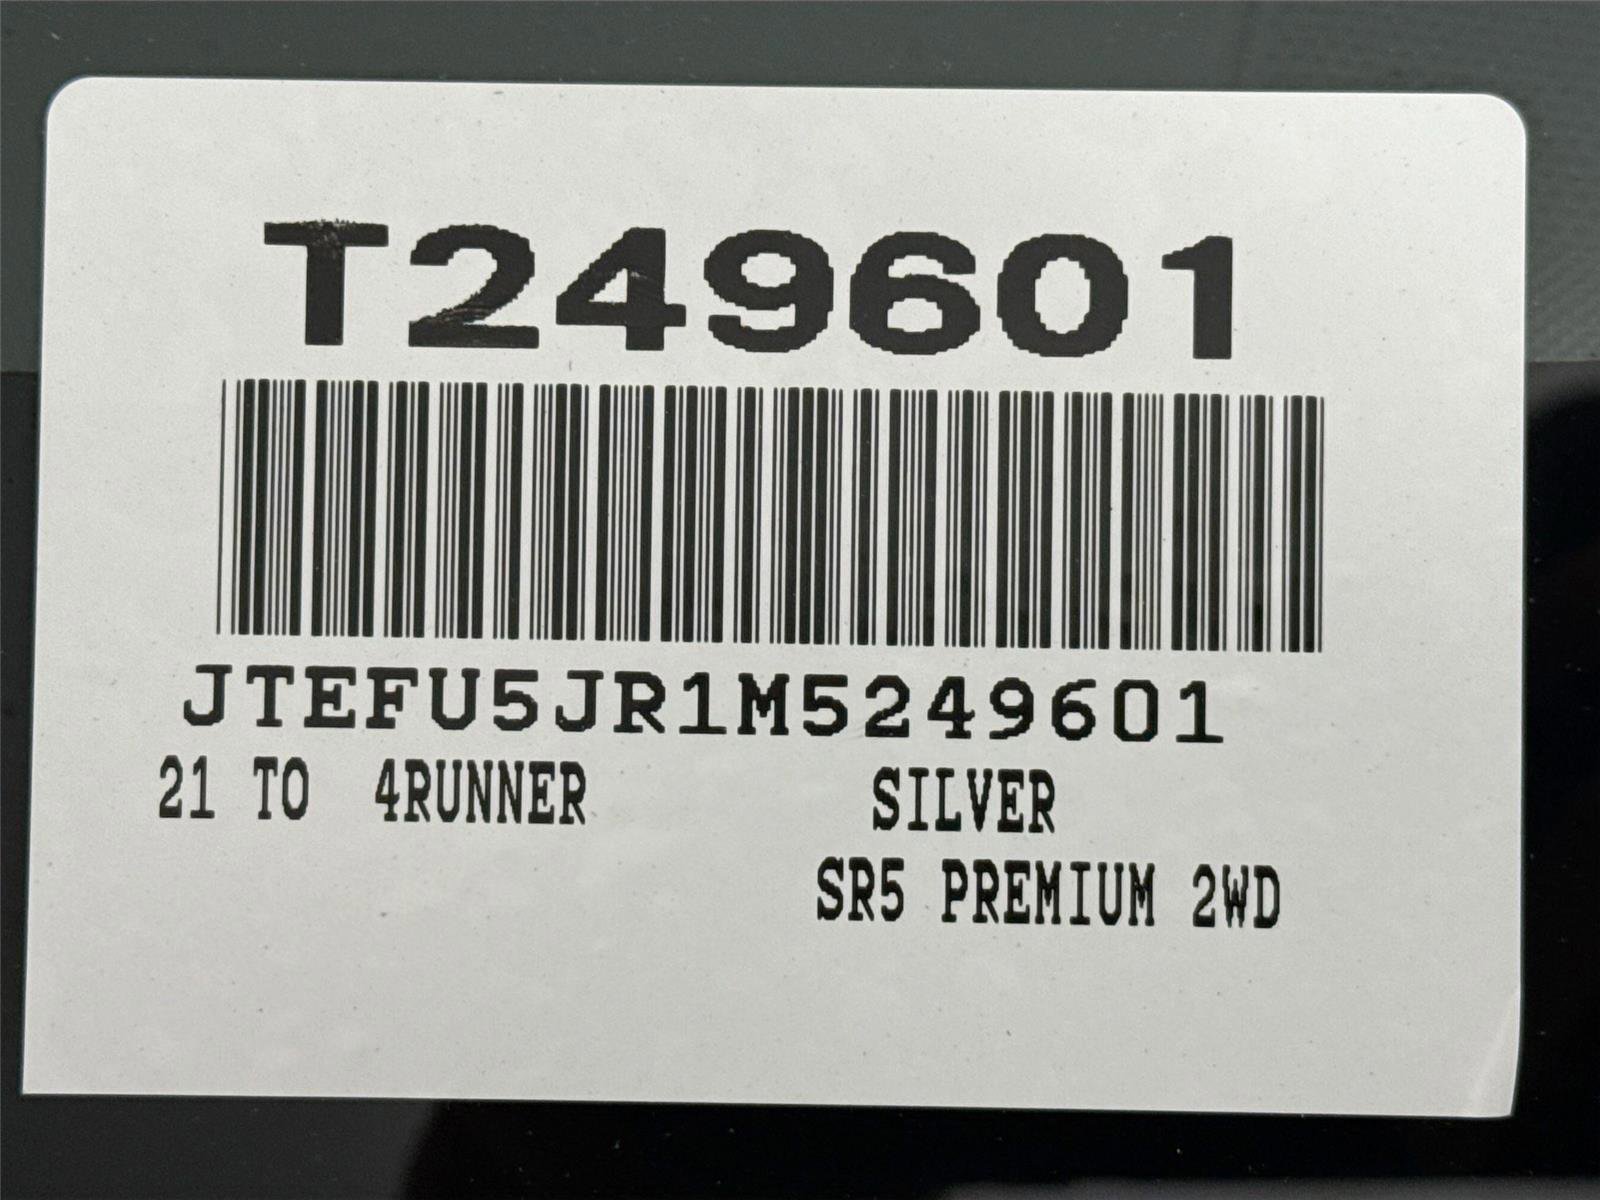 T249601
JTEFU5JR1M5249601
21 TO 4RUNNER SILVER
SR5 PREMIUM 2WD